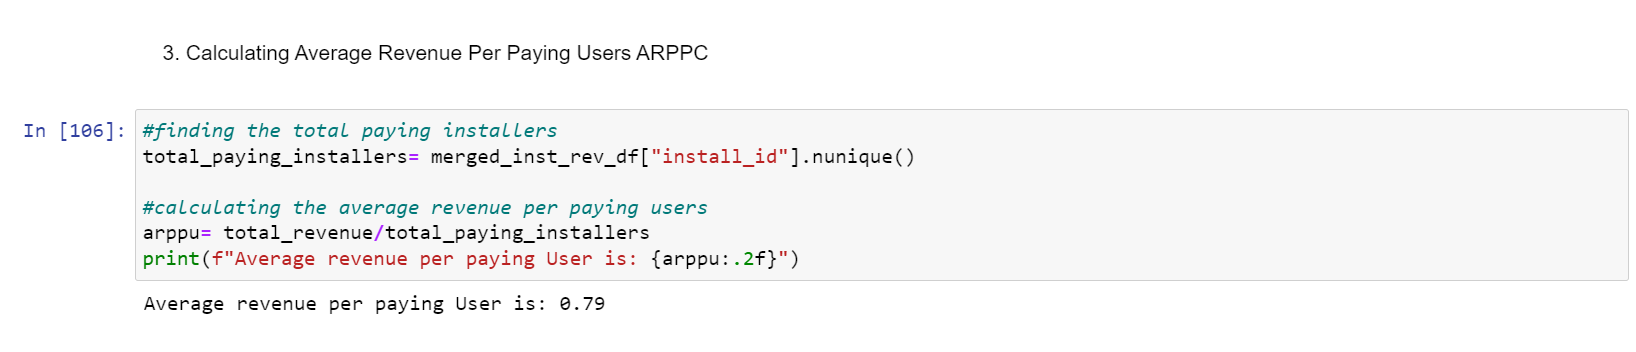 3. Calculating Average Revenue Per Paying Users ARPPC
In [106]:
#finding the total paying installers
total_paying_installers= merged_inst_rev_df["install_id"].nunique()
#calculating the average revenue per paying users
arppu= total_revenue/total_paying_installers
print(f"Average revenue per paying User is: {arppu:.2f}")
Average revenue per paying User is: 0.79